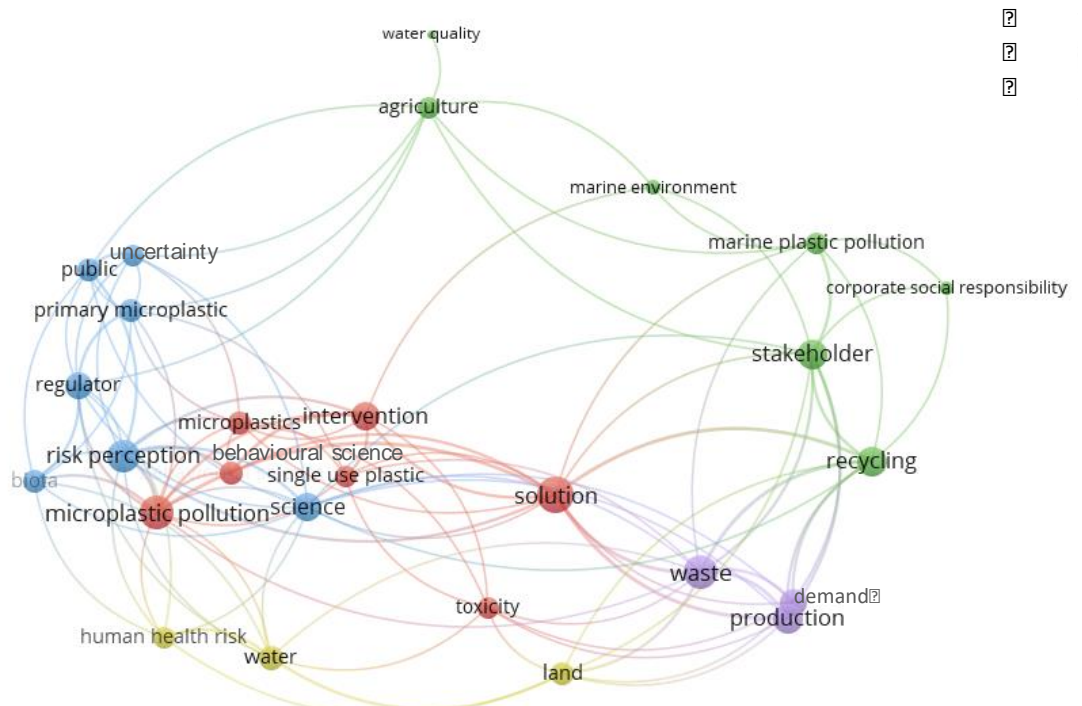 water quality
agriculture
marine environment
marine plastic pollution
uncertainty
public
corporate social responsibility
primary microplastic
stakeholder
regulator
microplastics
intervention
behavioural science
risk perception
recycling
single use plastic
biota
solution
science
microplastic pollution
waste
demand
toxicity
production
human health risk
water
land